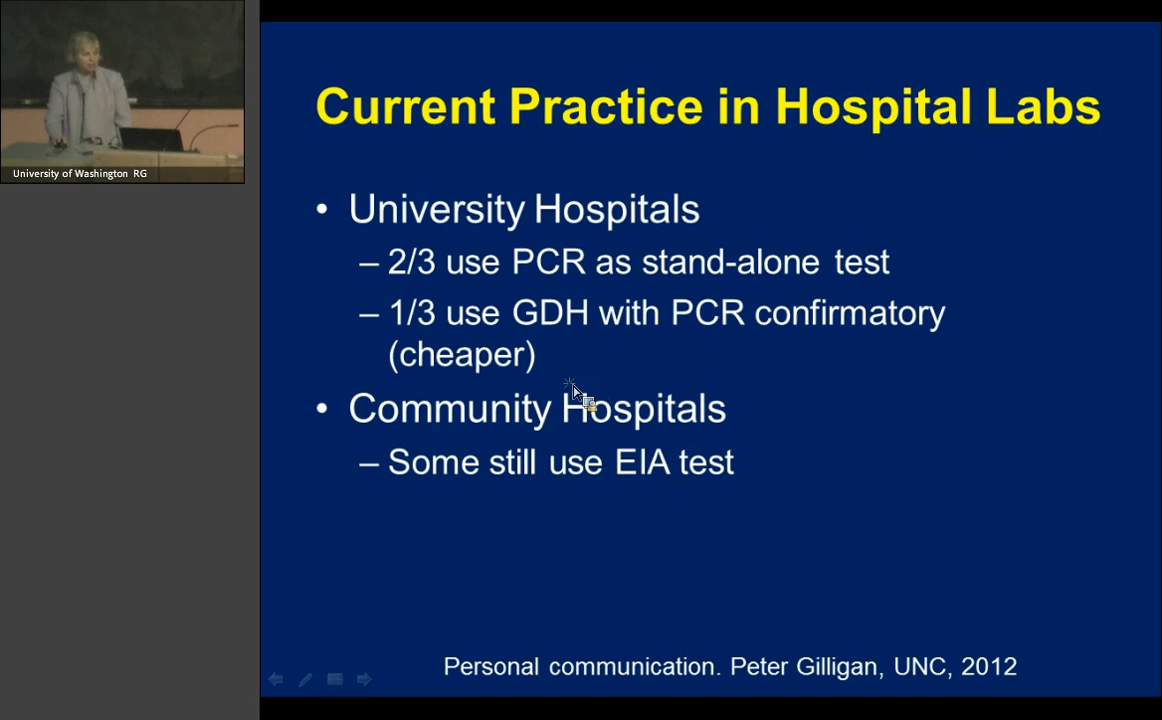 University of Washington RG
Current Practice in Hospital Labs
• University Hospitals
– 2/3 use PCR as stand-alone test
– 1/3 use GDH with PCR confirmatory
(cheaper)
• Community Hospitals
– Some still use EIA test
Personal communication. Peter Gilligan, UNC, 2012